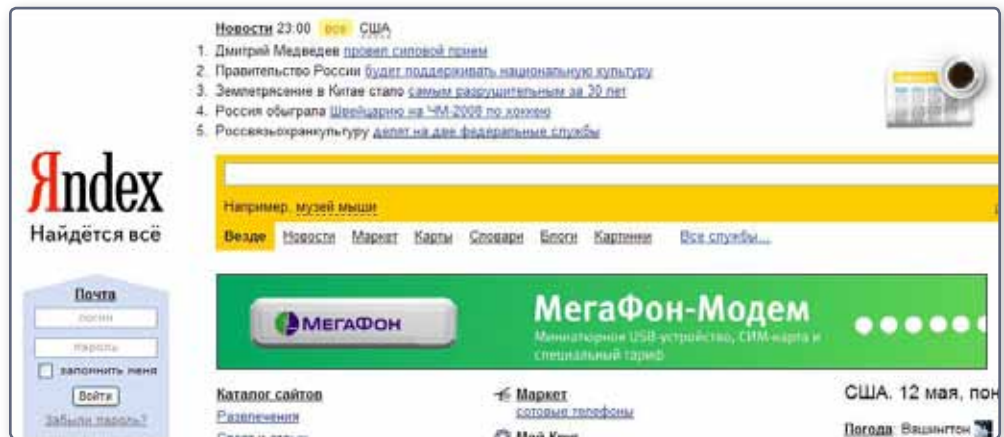 Новости 23:00 все США
1. Дмитрий Медведев провел силовой прием
2. Правительство России будет поддерживать национальную культуру
3. Землетрясение в Китае стало самым разрушительным за 30 лет
4. Россия обыграла Швейцарию на ЧМ-2008 по хоккею
5. Россвязьохранкультуру делят на две федеральные службы
Яndex
Найдётся всё
Например, музей мыши
Везде Новости Маркет Карты Словари Блоги Картинки Все службы...
Почта
логин
пароль
запомнить меня
Войти
Забыли пароль?
МегаФон
МегаФон-Модем
Миниатюрное USB-устройство, СИМ-карта и
специальный тариф
Каталог сайтов
Развлечения
Маркет
сотовые телефоны
Мой Круг
США. 12 мая, пон
Погода: Вашингтон